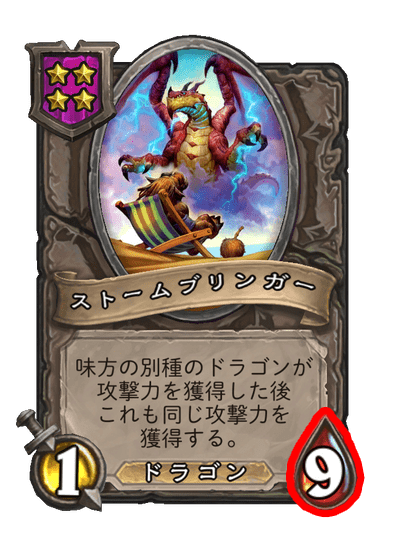 ストームブリンガー
味方の別種のドラゴンが
攻撃力を獲得した後
これも同じ攻撃力を
獲得する。
1
ドラゴン
9